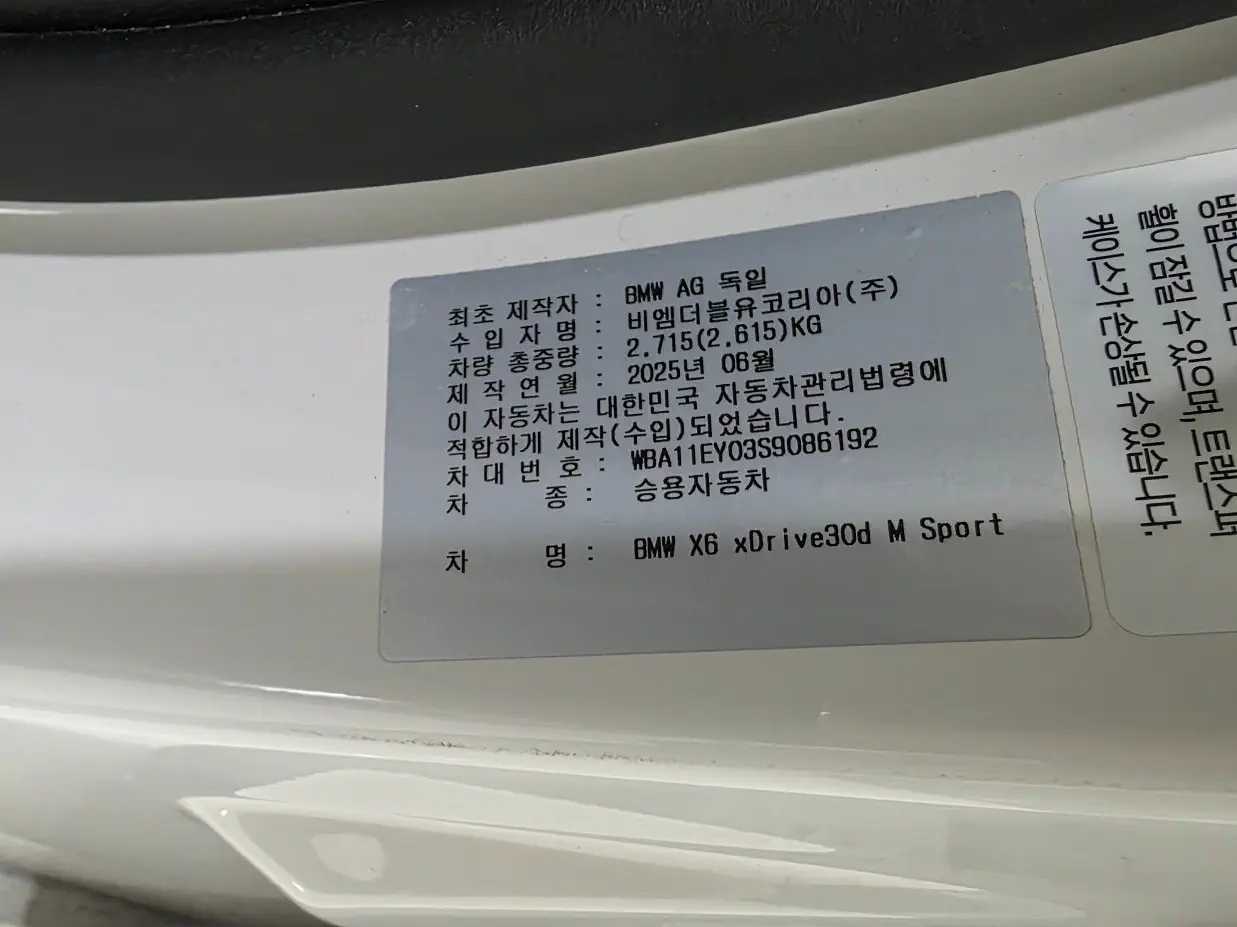 최초 제작자 : BMW AG 독일
수 입 자 명 : 비엠더블유코리아(주)
차량 총중량 : 2.715(2.615)KG
제 작 연 월 : 2025년 06월
이 자동차는 대한민국 자동차관리법령에
적합하게 제작(수입)되었습니다.
차 대 번 호 : WBA11EY03S9086192
차 종 : 승용자동차
차 명 : BMW X6 xDrive30d M Sport
휠이 잠길 수 있으며, 트랜스퍼
케이스가 손상될 수 있습니다.